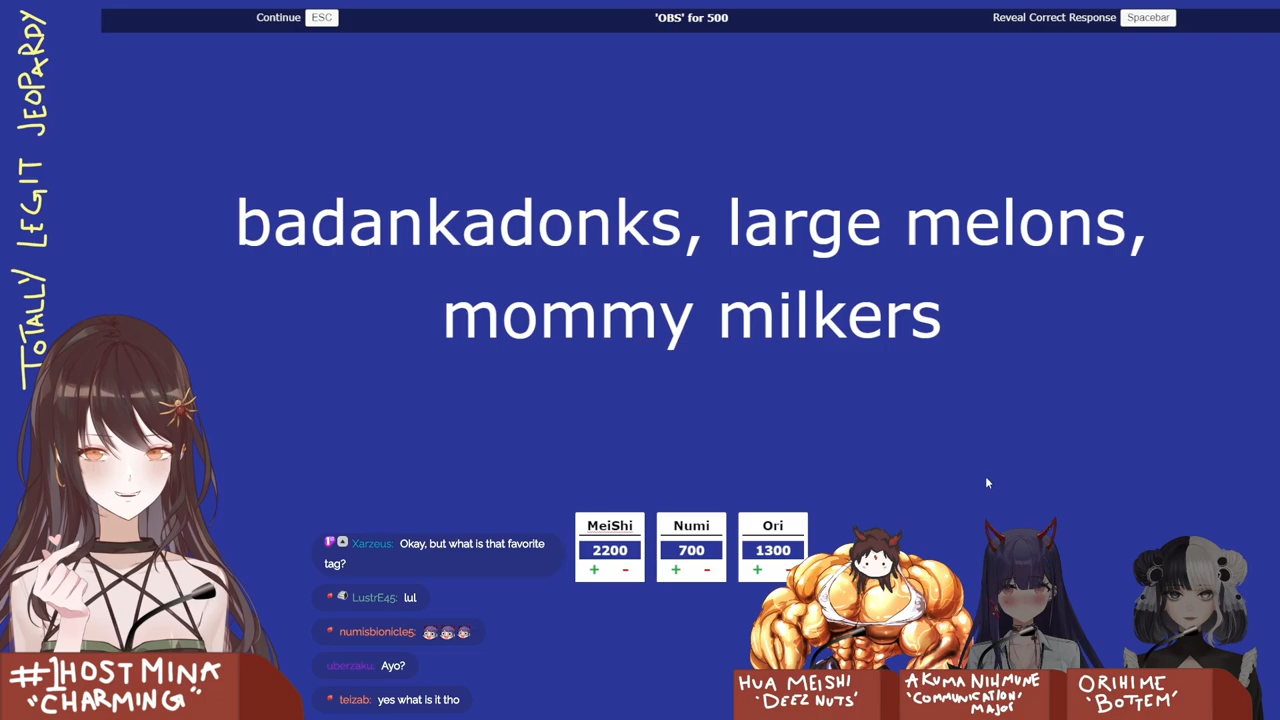 Continue ESC 'OBS' for 500 Reveal Correct Response Spacebar
TOTALLY LEGIT JEOPARDY
badankadonks, large melons,
mommy milkers
MeiShi Numi Ori
2200 700 1300
+ - + - + -
Xarzeus: Okay, but what is that favorite
tag?
LustrE45: lul
numisbionicle5:
uberzaku: Ayo?
teizab: yes what is it tho
#1 HOST MINA
"CHARMING"
HUA MEISHI
"DEEZ NUTS"
AKUMA NIHMUNE
"COMMUNICATION"
MAJOR
ORIHIME
"BOTTEM"